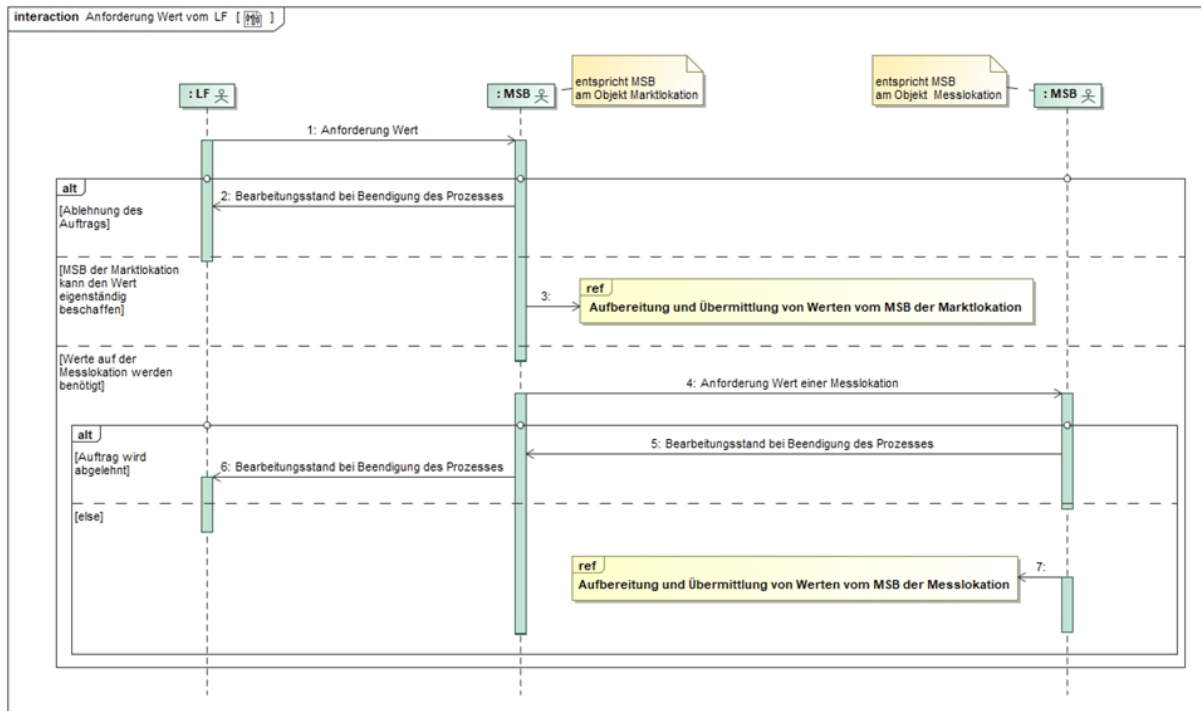 interaction Anforderung Wert vom LF [ ]
entspricht MSB
am Objekt Marktlokation
entspricht MSB
am Objekt Messlokation
: LF
: MSB
: MSB
1: Anforderung Wert
alt
2: Bearbeitungsstand bei Beendigung des Prozesses
[Ablehnung des
Auftrags]
[MSB der Marktlokation
kann den Wert
eigenständig
beschaffen]
3:
ref
Aufbereitung und Übermittlung von Werten vom MSB der Marktlokation
[Werte auf der
Messlokation werden
benötigt]
4: Anforderung Wert einer Messlokation
alt
5: Bearbeitungsstand bei Beendigung des Prozesses
[Auftrag wird
abgelehnt]
6: Bearbeitungsstand bei Beendigung des Prozesses
[else]
ref
7:
Aufbereitung und Übermittlung von Werten vom MSB der Messlokation